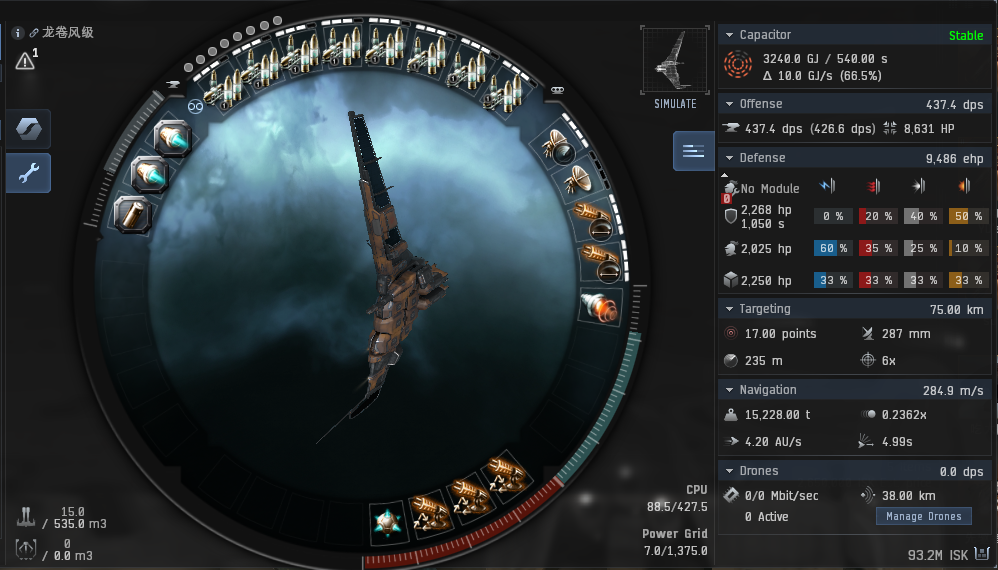 龙卷风级
1
SIMULATE
Capacitor Stable
3240.0 GJ / 540.00 s
Δ 10.0 GJ/s (66.5%)
Offense 437.4 dps
437.4 dps (426.6 dps) 8,631 HP
Defense 9,486 ehp
No Module
0
2,268 hp
1,050 s
0 % 20 % 40 % 50 %
2,025 hp 60 % 35 % 25 % 10 %
2,250 hp 33 % 33 % 33 % 33 %
Targeting 75.00 km
17.00 points 287 mm
235 m 6x
Navigation 284.9 m/s
15,228.00 t 0.2362x
4.20 AU/s 4.99s
Drones 0.0 dps
0/0 Mbit/sec 38.00 km
0 Active Manage Drones
CPU
88.5/427.5
Power Grid
7.0/1,375.0
15.0
/ 535.0 m3
0
/ 0.0 m3
93.2M ISK